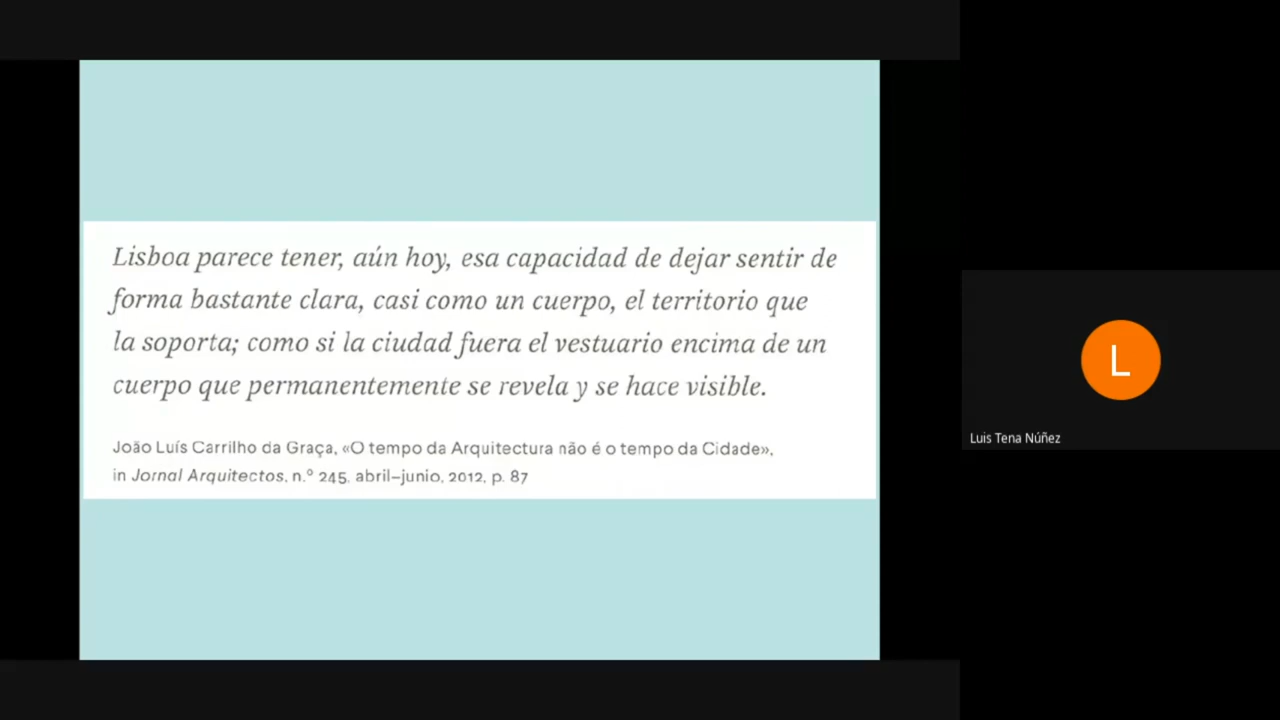 Lisboa parece tener, aún hoy, esa capacidad de dejar sentir de
forma bastante clara, casi como un cuerpo, el territorio que
la soporta; como si la ciudad fuera el vestuario encima de un
cuerpo que permanentemente se revela y se hace visible.
João Luís Carrilho da Graça, «O tempo da Arquitectura não é o tempo da Cidade»,
in Jornal Arquitectos, n.º 245, abril–junio, 2012, p. 87
L
Luis Tena Núñez